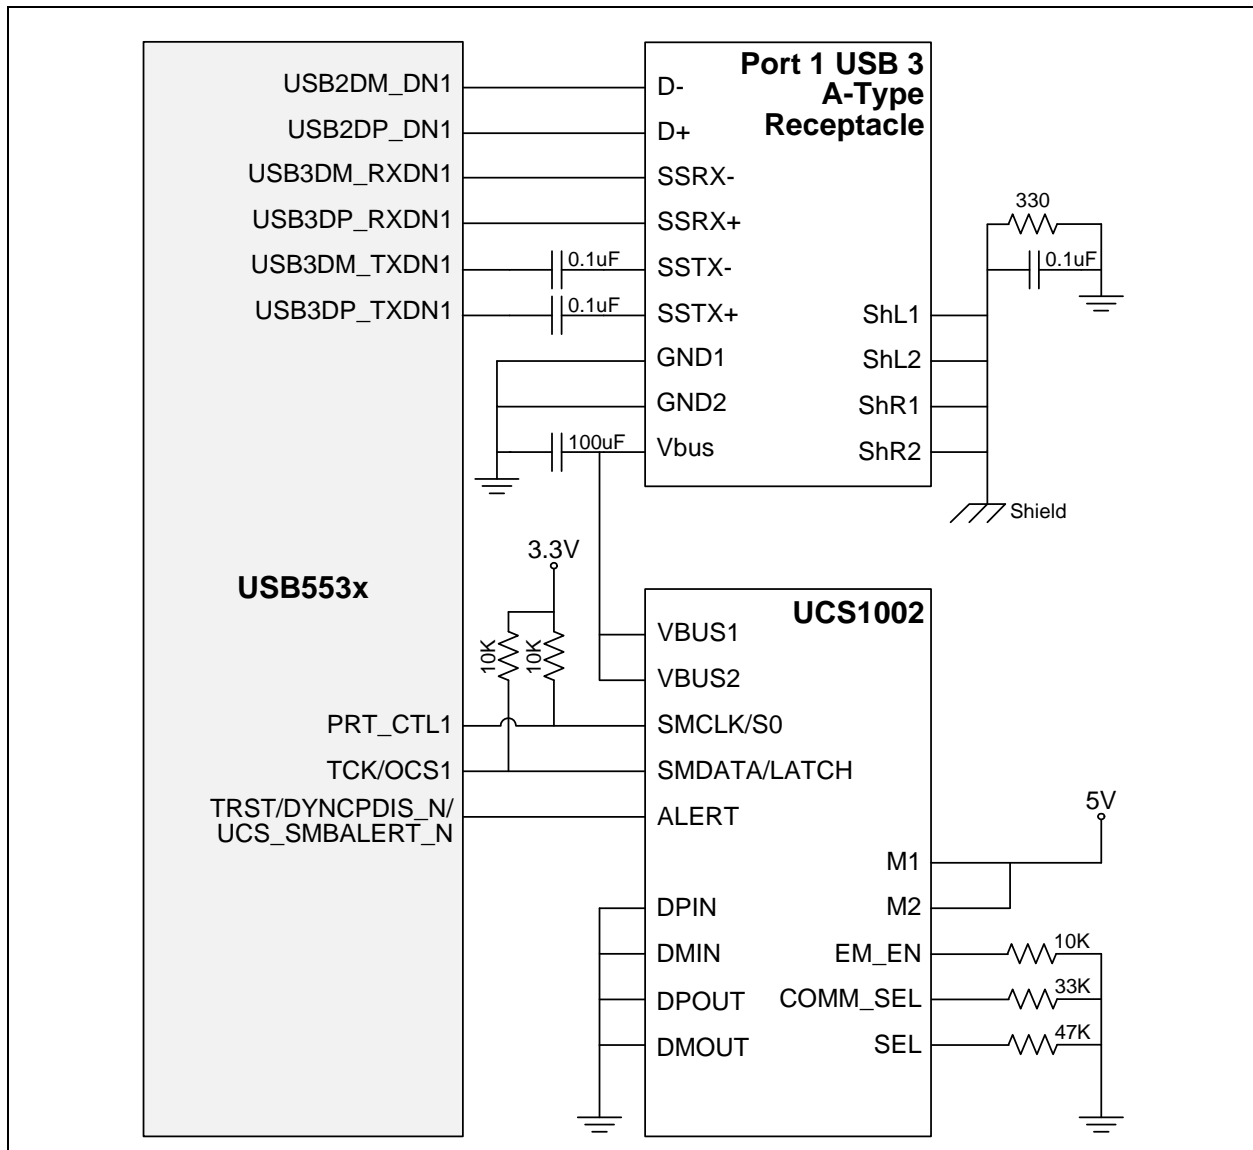 USB2DM_DN1
USB2DP_DN1
USB3DM_RXDN1
USB3DP_RXDN1
USB3DM_TXDN1
USB3DP_TXDN1
USB553x
PRT_CTL1
TCK/OCS1
TRST/DYNCPDIS_N/
UCS_SMBALERT_N
0.1uF
0.1uF
100uF
3.3V
10K
10K
Port 1 USB 3
A-Type
Receptacle
D-
D+
SSRX-
SSRX+
SSTX-
SSTX+
GND1
GND2
Vbus
ShL1
ShL2
ShR1
ShR2
330
0.1uF
Shield
UCS1002
VBUS1
VBUS2
SMCLK/S0
SMDATA/LATCH
ALERT
DPIN
DMIN
DPOUT
DMOUT
M1
M2
EM_EN
COMM_SEL
SEL
5V
10K
33K
47K